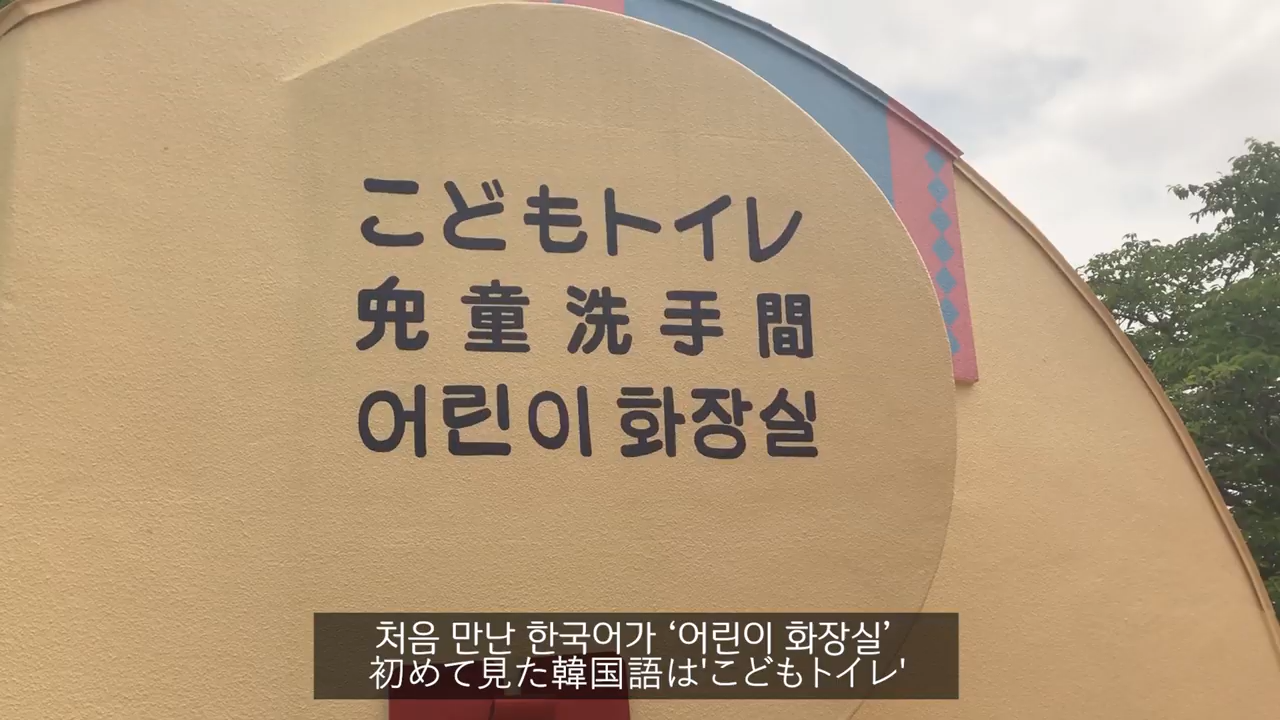 こどもトイレ
免童洗手間
어린이 화장실
처음 만난 한국어가 ‘어린이 화장실’
初めて見た韓国語は'こどもトイレ'